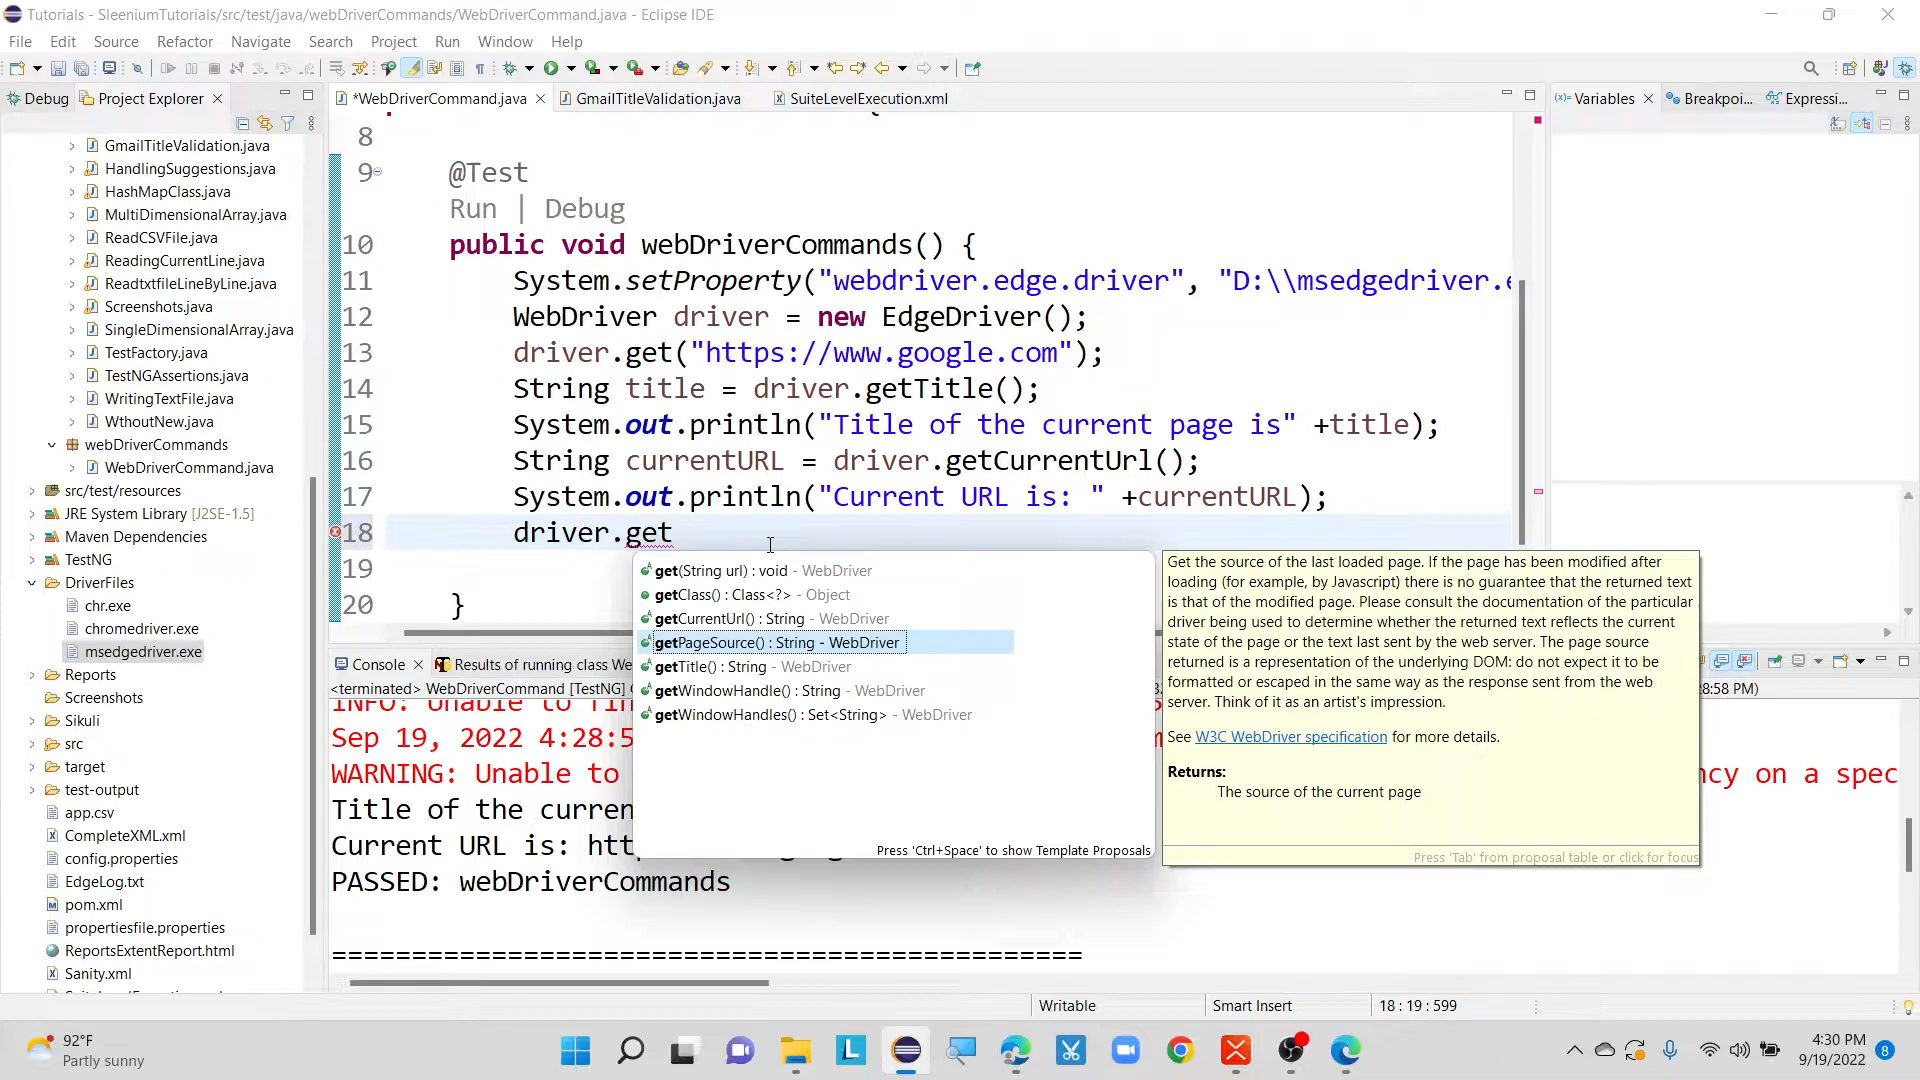 Tutorials - SleeniumTutorials/src/test/java/webDriverCommands/WebDriverCommand.java - Eclipse IDE
File Edit Source Refactor Navigate Search Project Run Window Help
Debug Project Explorer
*WebDriverCommand.java GmailTitleValidation.java SuiteLevelExecution.xml
(x)= Variables Breakpoi... Expressi...
GmailTitleValidation.java
HandlingSuggestions.java
HashMapClass.java
MultiDimensionalArray.java
ReadCSVFile.java
ReadingCurrentLine.java
ReadtxtfileLineByLine.java
Screenshots.java
SingleDimensionalArray.java
TestFactory.java
TestNGAssertions.java
WritingTextFile.java
WthoutNew.java
webDriverCommands
WebDriverCommand.java
src/test/resources
JRE System Library [J2SE-1.5]
Maven Dependencies
TestNG
DriverFiles
chr.exe
chromedriver.exe
msedgedriver.exe
Reports
Screenshots
Sikuli
src
target
test-output
app.csv
CompleteXML.xml
config.properties
EdgeLog.txt
pom.xml
propertiesfile.properties
ReportsExtentReport.html
Sanity.xml
8
9 @Test
Run | Debug
10 public void webDriverCommands() {
11 System.setProperty("webdriver.edge.driver", "D:\\msedgedriver.e
12 WebDriver driver = new EdgeDriver();
13 driver.get("https://www.google.com");
14 String title = driver.getTitle();
15 System.out.println("Title of the current page is" +title);
16 String currentURL = driver.getCurrentUrl();
17 System.out.println("Current URL is: " +currentURL);
18 driver.get
19
20 }
get(String url) : void - WebDriver
getClass() : Class<?> - Object
getCurrentUrl() : String - WebDriver
getPageSource() : String - WebDriver
getTitle() : String - WebDriver
getWindowHandle() : String - WebDriver
getWindowHandles() : Set<String> - WebDriver
Press 'Ctrl+Space' to show Template Proposals
Get the source of the last loaded page. If the page has been modified after
loading (for example, by Javascript) there is no guarantee that the returned text
is that of the modified page. Please consult the documentation of the particular
driver being used to determine whether the returned text reflects the current
state of the page or the text last sent by the web server. The page source
returned is a representation of the underlying DOM: do not expect it to be
formatted or escaped in the same way as the response sent from the web
server. Think of it as an artist's impression.
See W3C WebDriver specification for more details.
Returns:
The source of the current page
Press 'Tab' from proposal table or click for focus
Console Results of running class We
<terminated> WebDriverCommand [TestNG] 8:58 PM)
INFO: Unable to fin
Sep 19, 2022 4:28:5
WARNING: Unable to ncy on a spec
Title of the curren
Current URL is: htt
PASSED: webDriverCommands
===============================================
Writable Smart Insert 18 : 19 : 599
92°F
Partly sunny
4:30 PM
9/19/2022
8